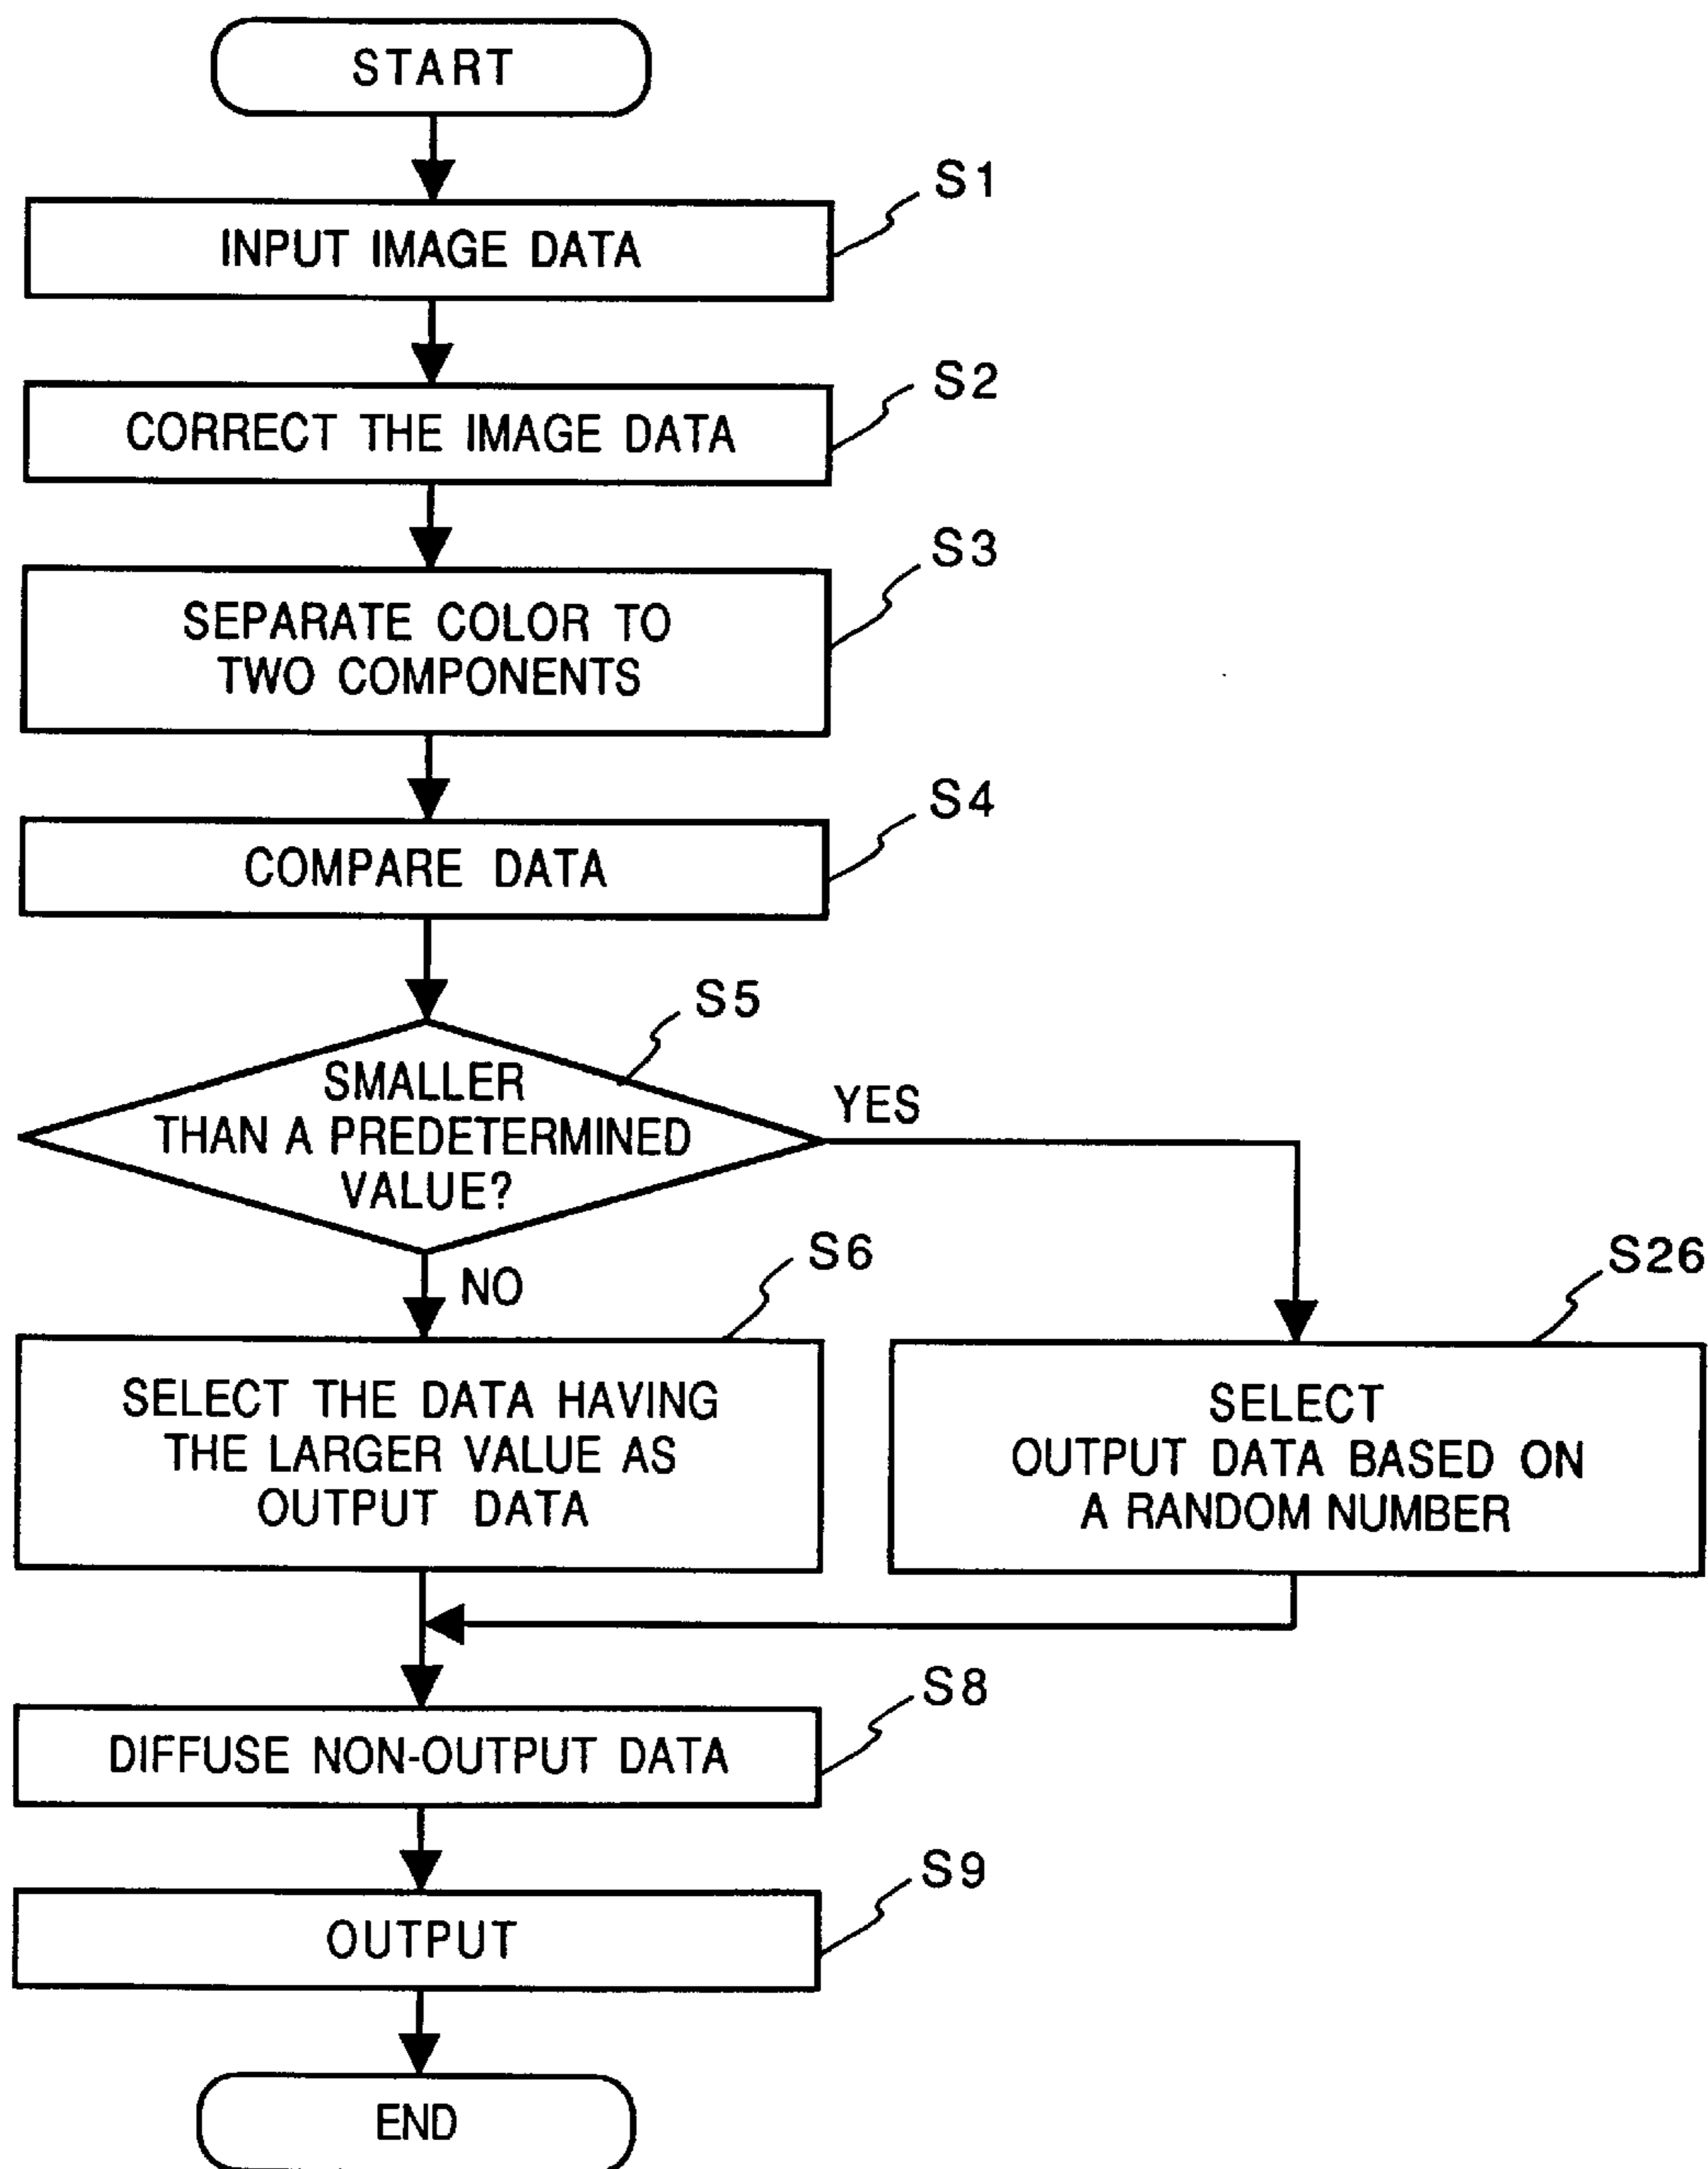 START
S1
INPUT IMAGE DATA
S2
CORRECT THE IMAGE DATA
S3
SEPARATE COLOR TO
TWO COMPONENTS
S4
COMPARE DATA
S5
SMALLER
THAN A PREDETERMINED
VALUE?
YES
NO
S6
SELECT THE DATA HAVING
THE LARGER VALUE AS
OUTPUT DATA
S26
SELECT
OUTPUT DATA BASED ON
A RANDOM NUMBER
S8
DIFFUSE NON-OUTPUT DATA
S9
OUTPUT
END